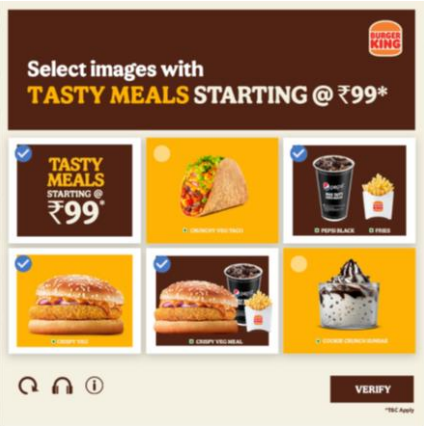 BURGER
KING
Select images with
TASTY MEALS STARTING @ ₹99*
TASTY
MEALS
STARTING @
₹99*
CRUNCHY VEG TACO
pepsi
PEPSI BLACK
FRIES
CRISPY VEG
CRISPY VEG MEAL
COOKIE CRUNCH SUNDAE
VERIFY
*T&C Apply